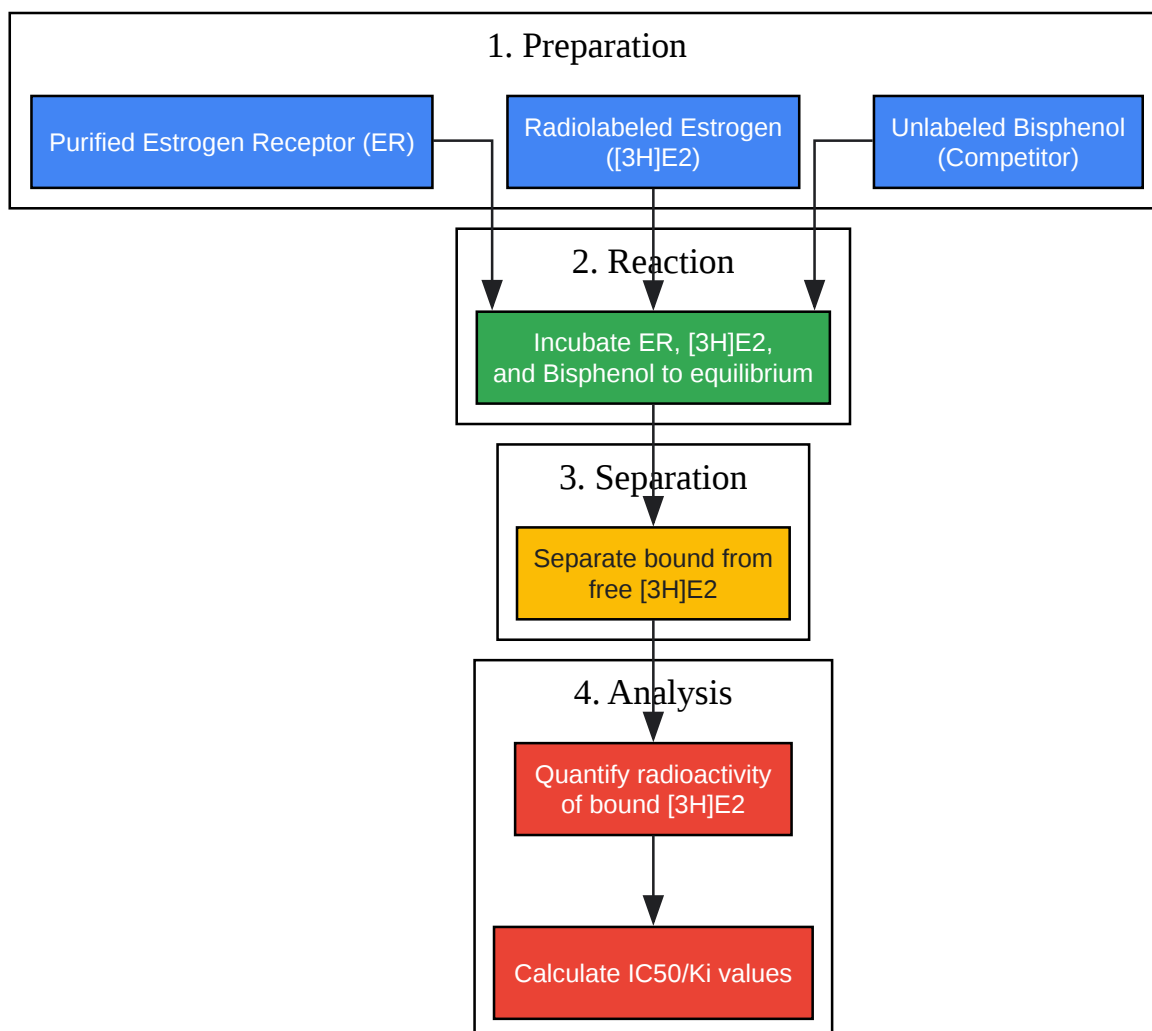 1. Preparation
Purified Estrogen Receptor (ER)
Radiolabeled Estrogen
([3H]E2)
Unlabeled Bisphenol
(Competitor)
2. Reaction
Incubate ER, [3H]E2,
and Bisphenol to equilibrium
3. Separation
Separate bound from
free [3H]E2
4. Analysis
Quantify radioactivity
of bound [3H]E2
Calculate IC50/Ki values